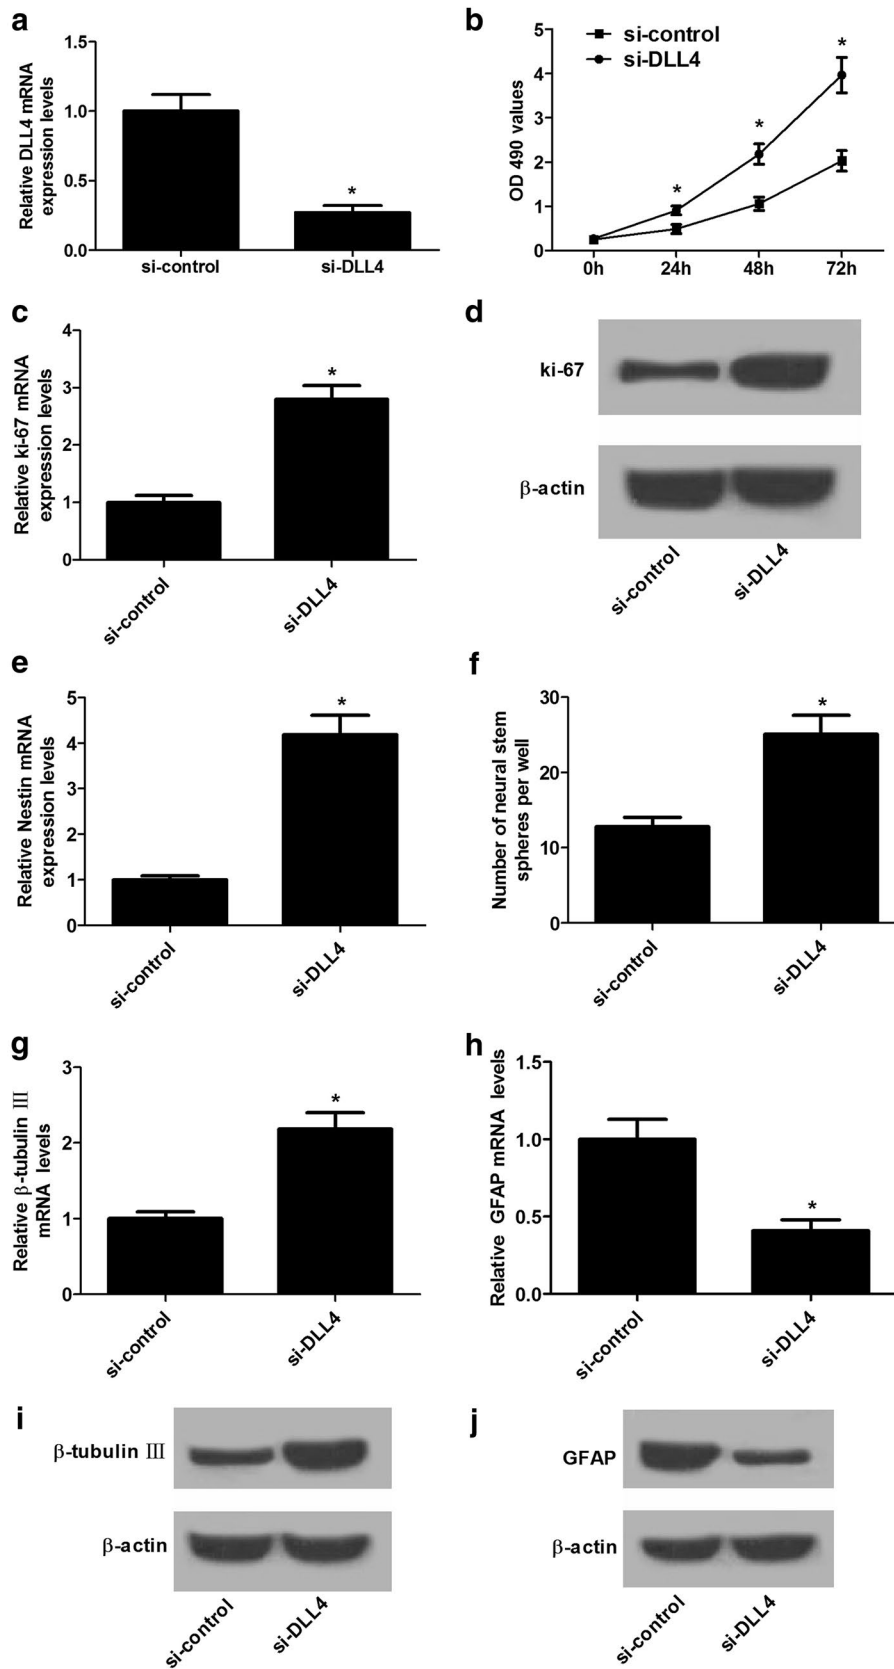 a
Relative DLL4 mRNA
expression levels
1.5
1.0
0.5
0.0
*
si-control
si-DLL4
b
OD 490 values
5
4
3
2
1
0
si-control
si-DLL4
*
*
*
0h
24h
48h
72h
c
Relative ki-67 mRNA
expression levels
4
3
2
1
0
*
si-control
si-DLL4
d
ki-67
β-actin
si-control
si-DLL4
e
Relative Nestin mRNA
expression levels
5
4
3
2
1
0
*
si-control
si-DLL4
f
Number of neural stem
spheres per well
30
20
10
0
*
si-control
si-DLL4
g
Relative β-tubulin III
mRNA levels
3
2
1
0
*
si-control
si-DLL4
h
Relative GFAP mRNA levels
1.5
1.0
0.5
0.0
*
si-control
si-DLL4
i
β-tubulin III
β-actin
si-control
si-DLL4
j
GFAP
β-actin
si-control
si-DLL4